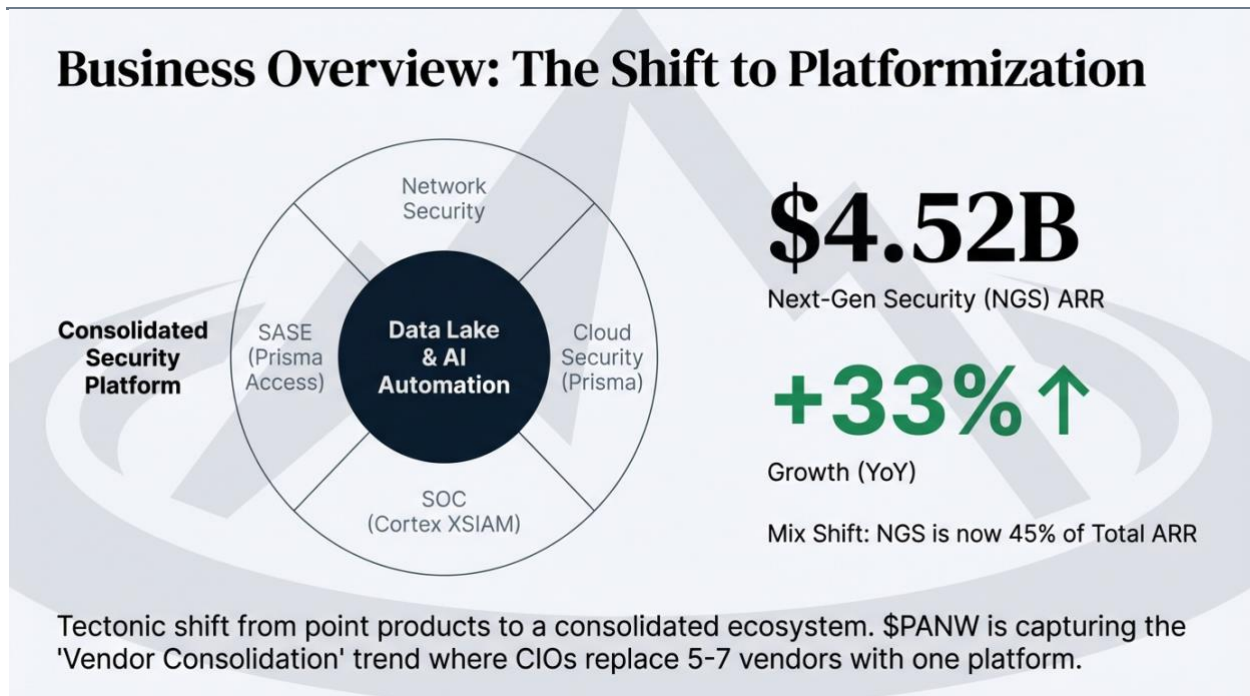 Business Overview: The Shift to Platformization
Consolidated
Security
Platform
Network
Security
SASE
(Prisma
Access)
Data Lake
& AI
Automation
Cloud
Security
(Prisma)
SOC
(Cortex XSIAM)
$4.52B
Next-Gen Security (NGS) ARR
+33%↑
Growth (YoY)
Mix Shift: NGS is now 45% of Total ARR
Tectonic shift from point products to a consolidated ecosystem. $PANW is capturing the
'Vendor Consolidation' trend where CIOs replace 5-7 vendors with one platform.